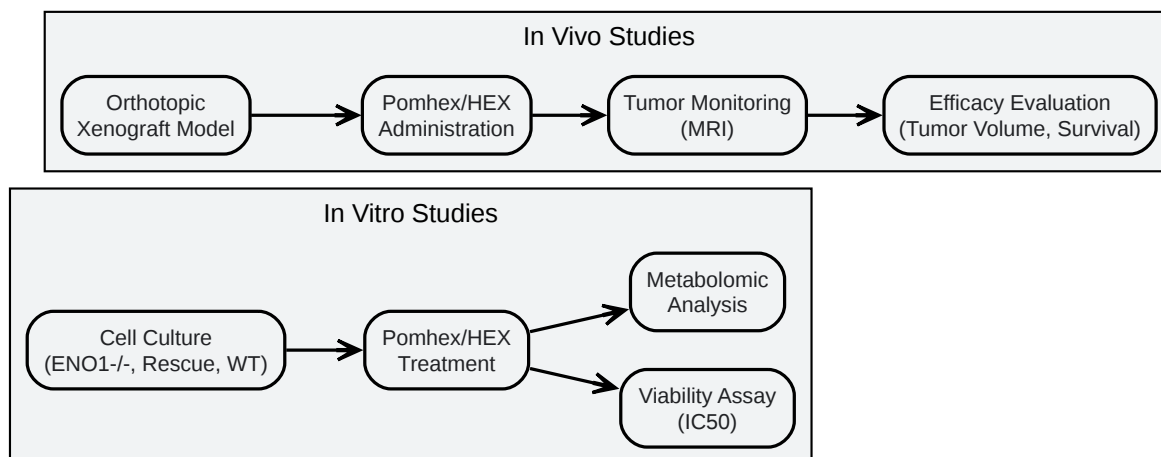 In Vivo Studies
Orthotopic
Xenograft Model
Pomhex/HEX
Administration
Tumor Monitoring
(MRI)
Efficacy Evaluation
(Tumor Volume, Survival)
In Vitro Studies
Cell Culture
(ENO1-/-, Rescue, WT)
Pomhex/HEX
Treatment
Metabolomic
Analysis
Viability Assay
(IC50)